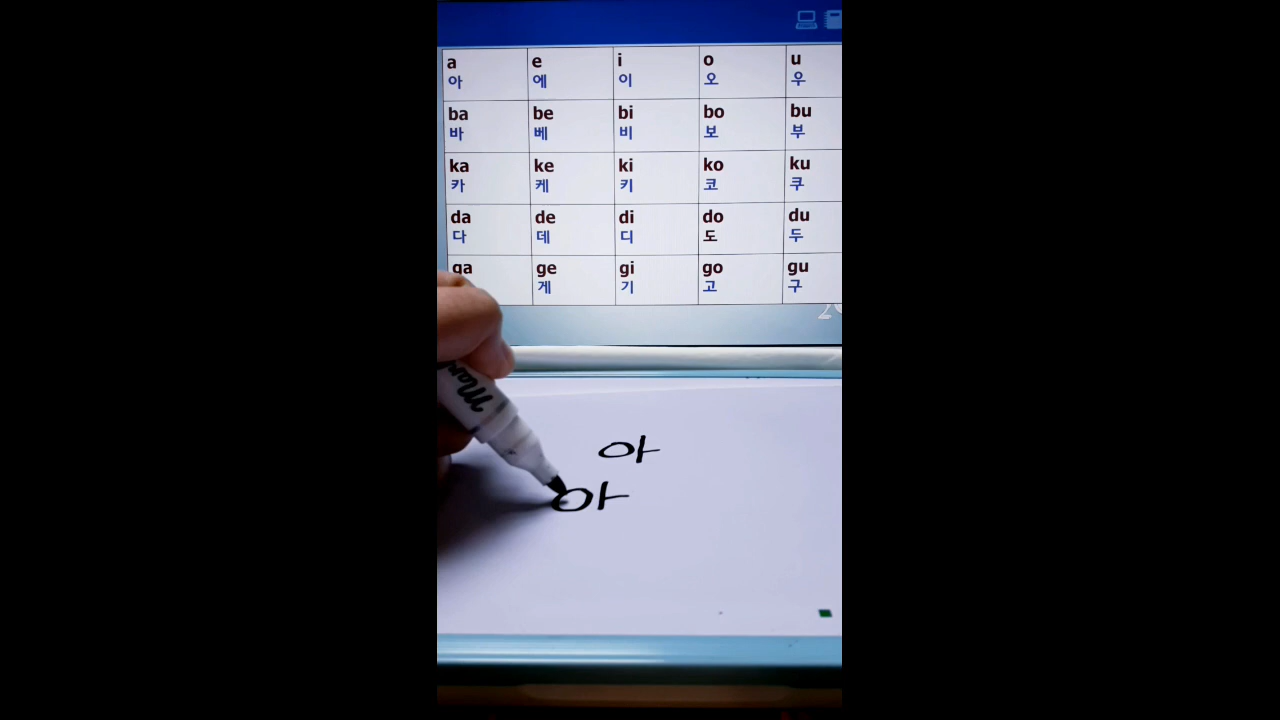 a e i o u
아 에 이 오 우
ba be bi bo bu
바 베 비 보 부
ka ke ki ko ku
카 케 키 코 쿠
da de di do du
다 데 디 도 두
ga ge gi go gu
게 기 고 구
아
아